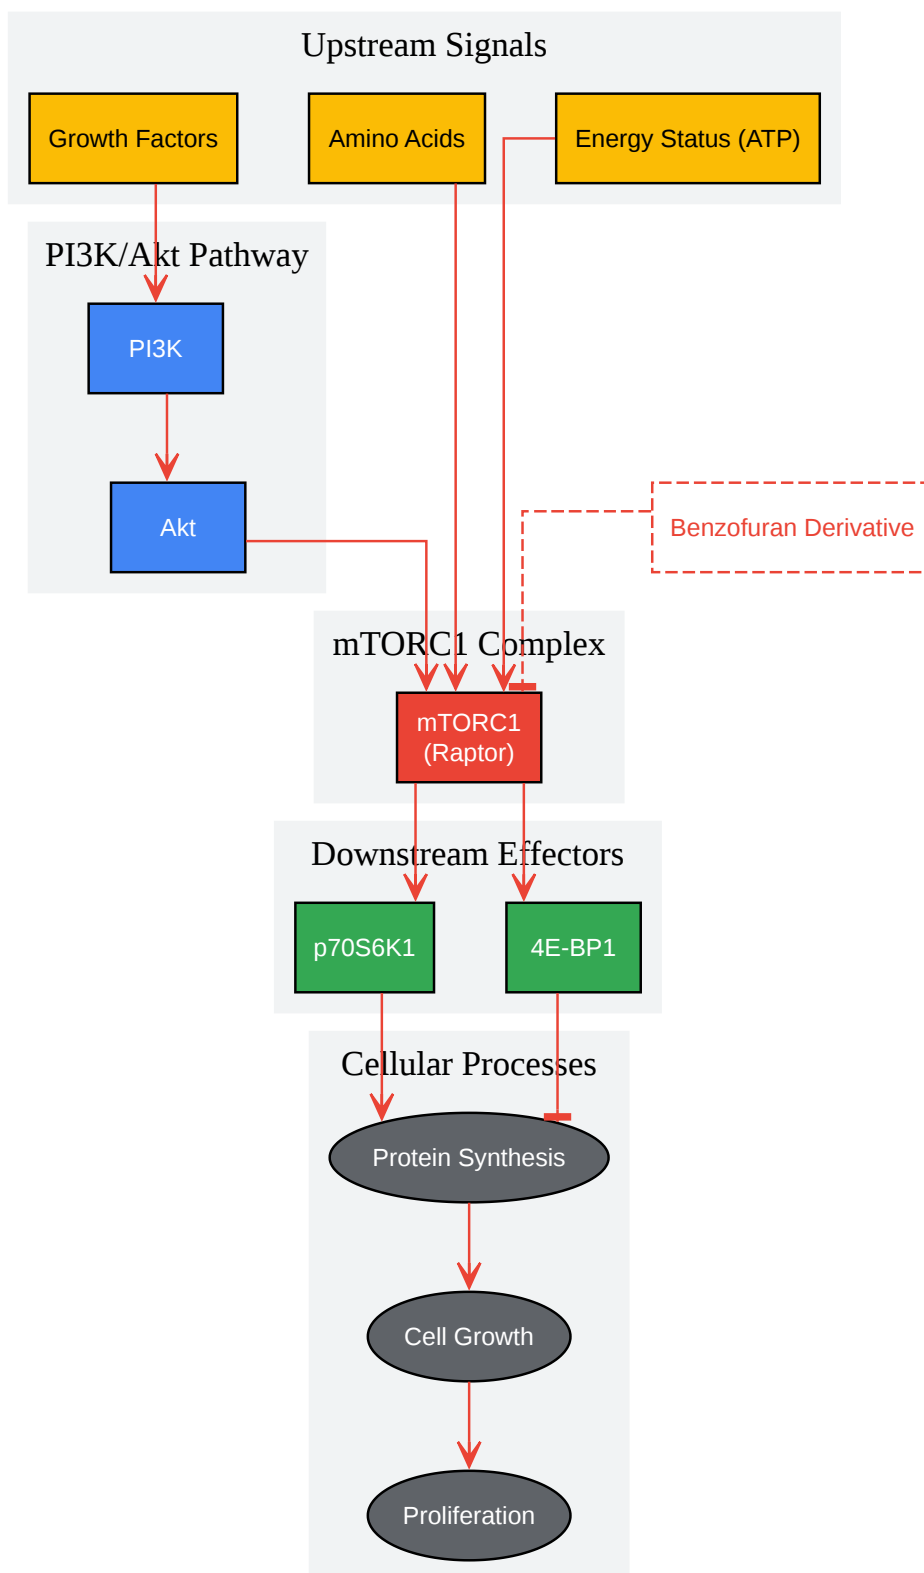 Upstream Signals
Growth Factors
Amino Acids
Energy Status (ATP)
PI3K/Akt Pathway
PI3K
Akt
Benzofuran Derivative
mTORC1 Complex
mTORC1
(Raptor)
Downstream Effectors
p70S6K1
4E-BP1
Cellular Processes
Protein Synthesis
Cell Growth
Proliferation